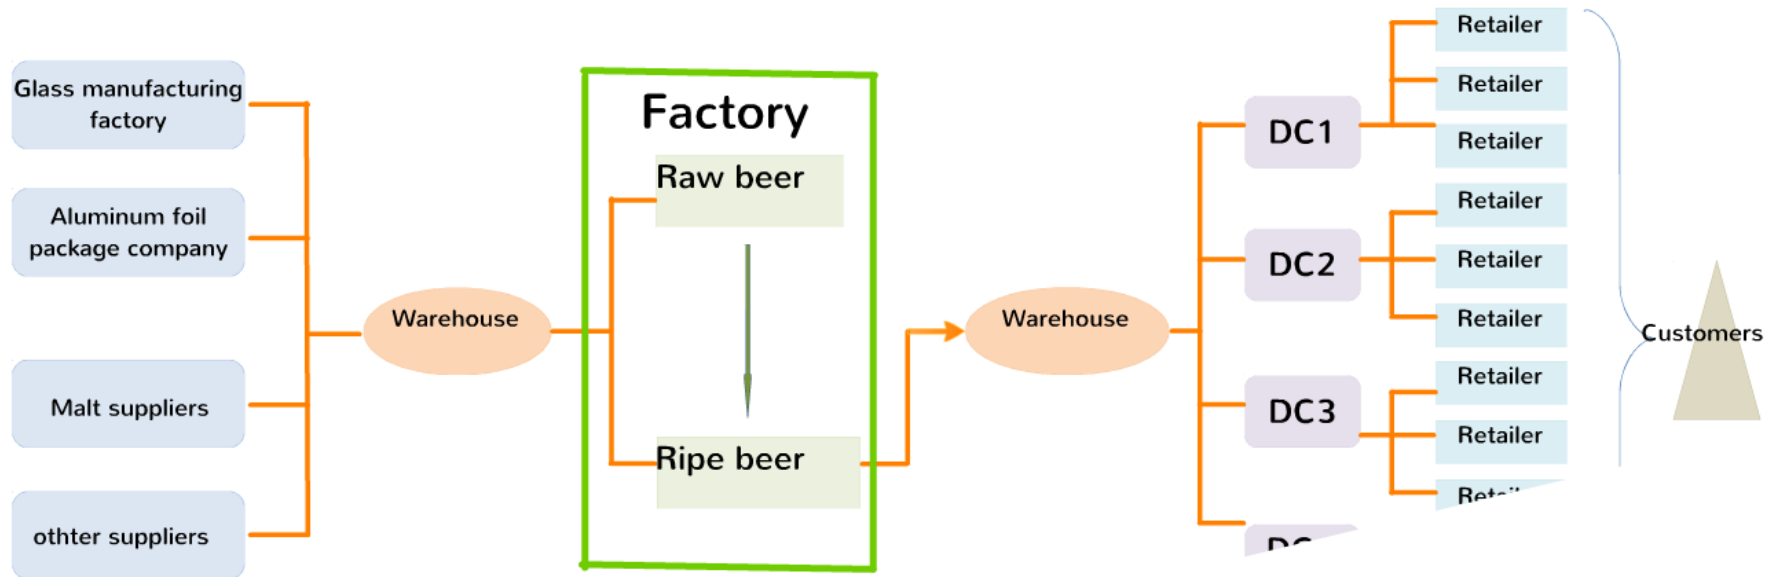 Glass manufacturing
factory
Aluminum foil
package company
Malt suppliers
othter suppliers
Warehouse
Factory
Raw beer
Ripe beer
Warehouse
DC1
DC2
DC3
Retailer
Retailer
Retailer
Retailer
Retailer
Retailer
Retailer
Retailer
Customers